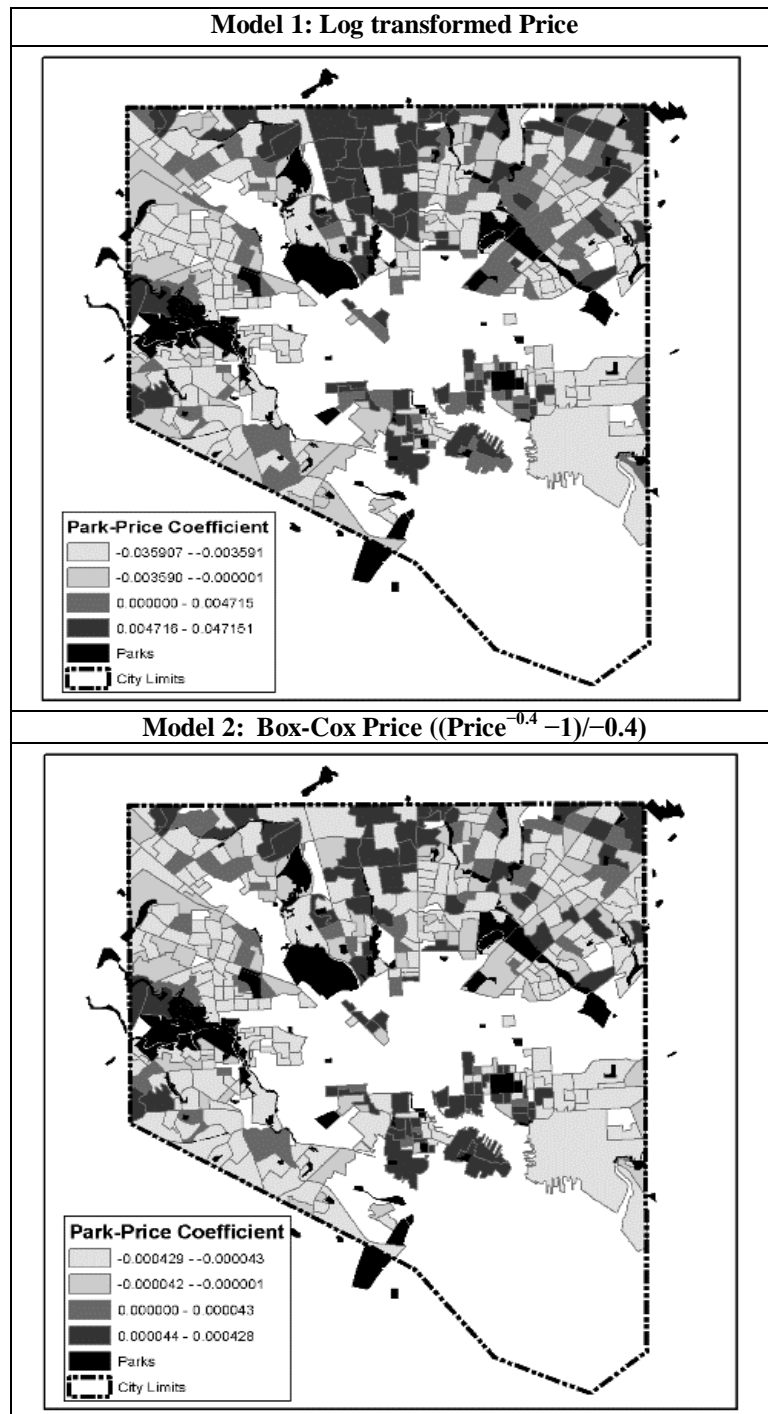 Model 1: Log transformed Price
Park-Price Coefficient
-0.035907 - -0.003591
-0.003590 - -0.000001
0.000000 - 0.004715
0.004716 - 0.047151
Parks
City Limits
Model 2: Box-Cox Price ((Price⁻⁰·⁴ −1)/−0.4)
Park-Price Coefficient
-0.000429 - -0.000043
-0.000042 - -0.000001
0.000000 - 0.000043
0.000044 - 0.000428
Parks
City Limits